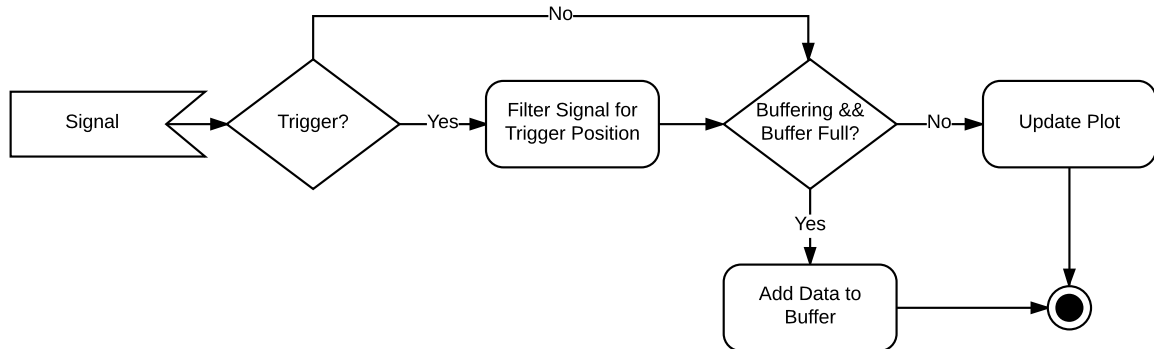 No
Signal
Trigger?
Yes
Filter Signal for
Trigger Position
Buffering &&
Buffer Full?
No
Update Plot
Yes
Add Data to
Buffer